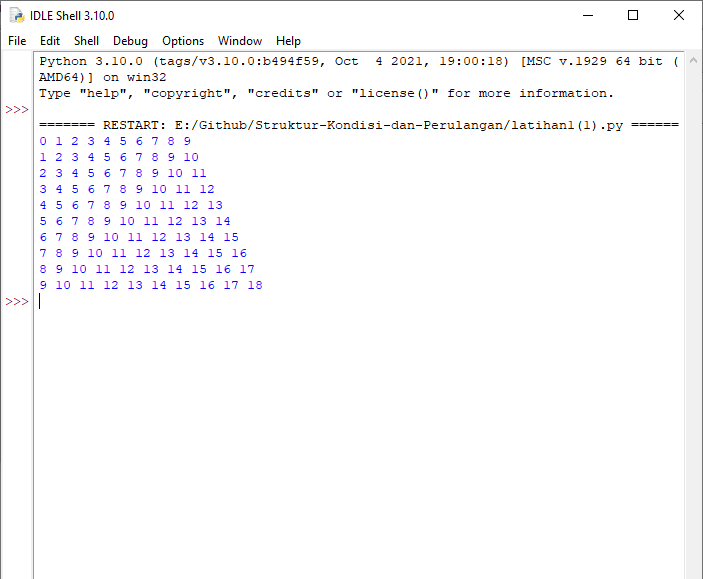 IDLE Shell 3.10.0
File Edit Shell Debug Options Window Help
Python 3.10.0 (tags/v3.10.0:b494f59, Oct  4 2021, 19:00:18) [MSC v.1929 64 bit (
AMD64)] on win32
Type "help", "copyright", "credits" or "license()" for more information.
>>>
======= RESTART: E:/Github/Struktur-Kondisi-dan-Perulangan/latihan1(1).py ======
0 1 2 3 4 5 6 7 8 9
1 2 3 4 5 6 7 8 9 10
2 3 4 5 6 7 8 9 10 11
3 4 5 6 7 8 9 10 11 12
4 5 6 7 8 9 10 11 12 13
5 6 7 8 9 10 11 12 13 14
6 7 8 9 10 11 12 13 14 15
7 8 9 10 11 12 13 14 15 16
8 9 10 11 12 13 14 15 16 17
9 10 11 12 13 14 15 16 17 18
>>>